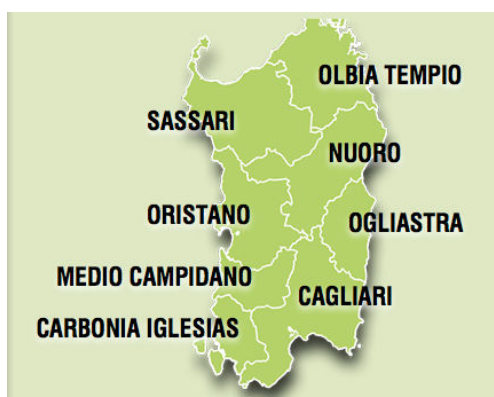 OLBIA TEMPIO
SASSARI
NUORO
ORISTANO
OGLIASTRA
MEDIO CAMPIDANO
CAGLIARI
CARBONIA IGLESIAS